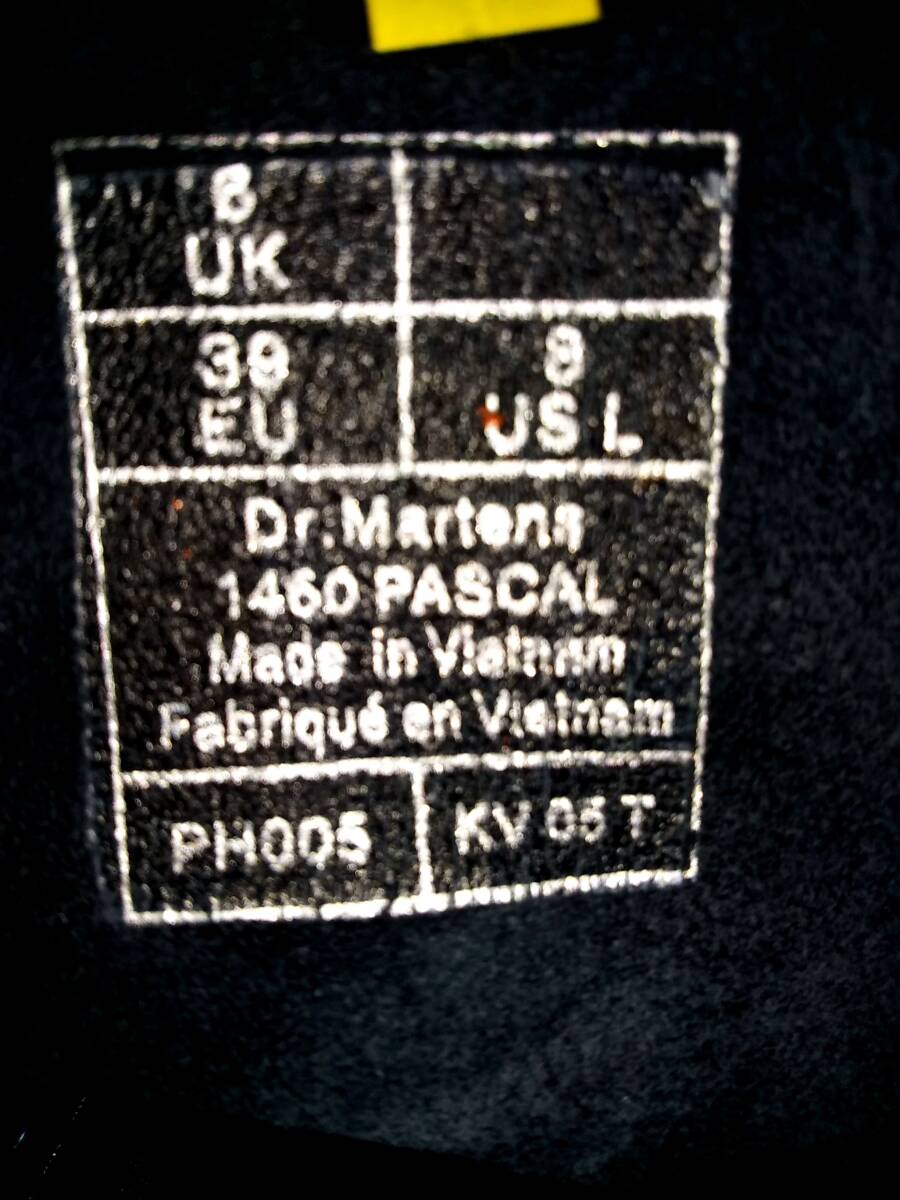 6
UK
39
EU
8
US L
Dr.Martens
1460 PASCAL
Made in Vietnam
Fabriqué en Vietnam
PH005
KV 05 T